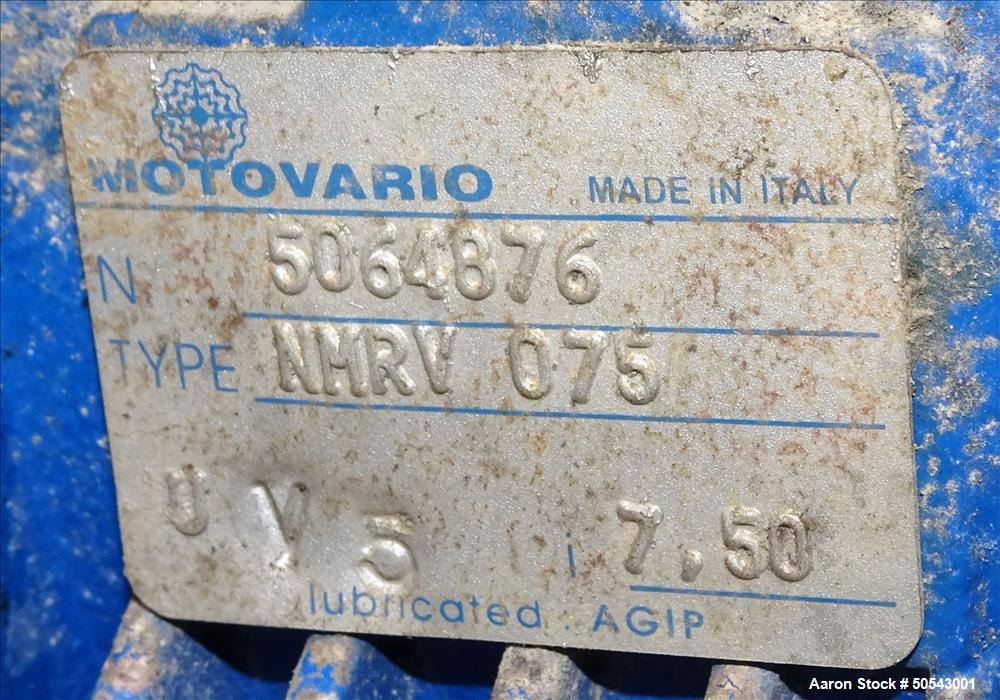 MOTOVARIO MADE IN ITALY
N 5064876
TYPE NMRV 075
U V 5 i 7,50
lubricated : AGIP
Aaron Stock # 50543001